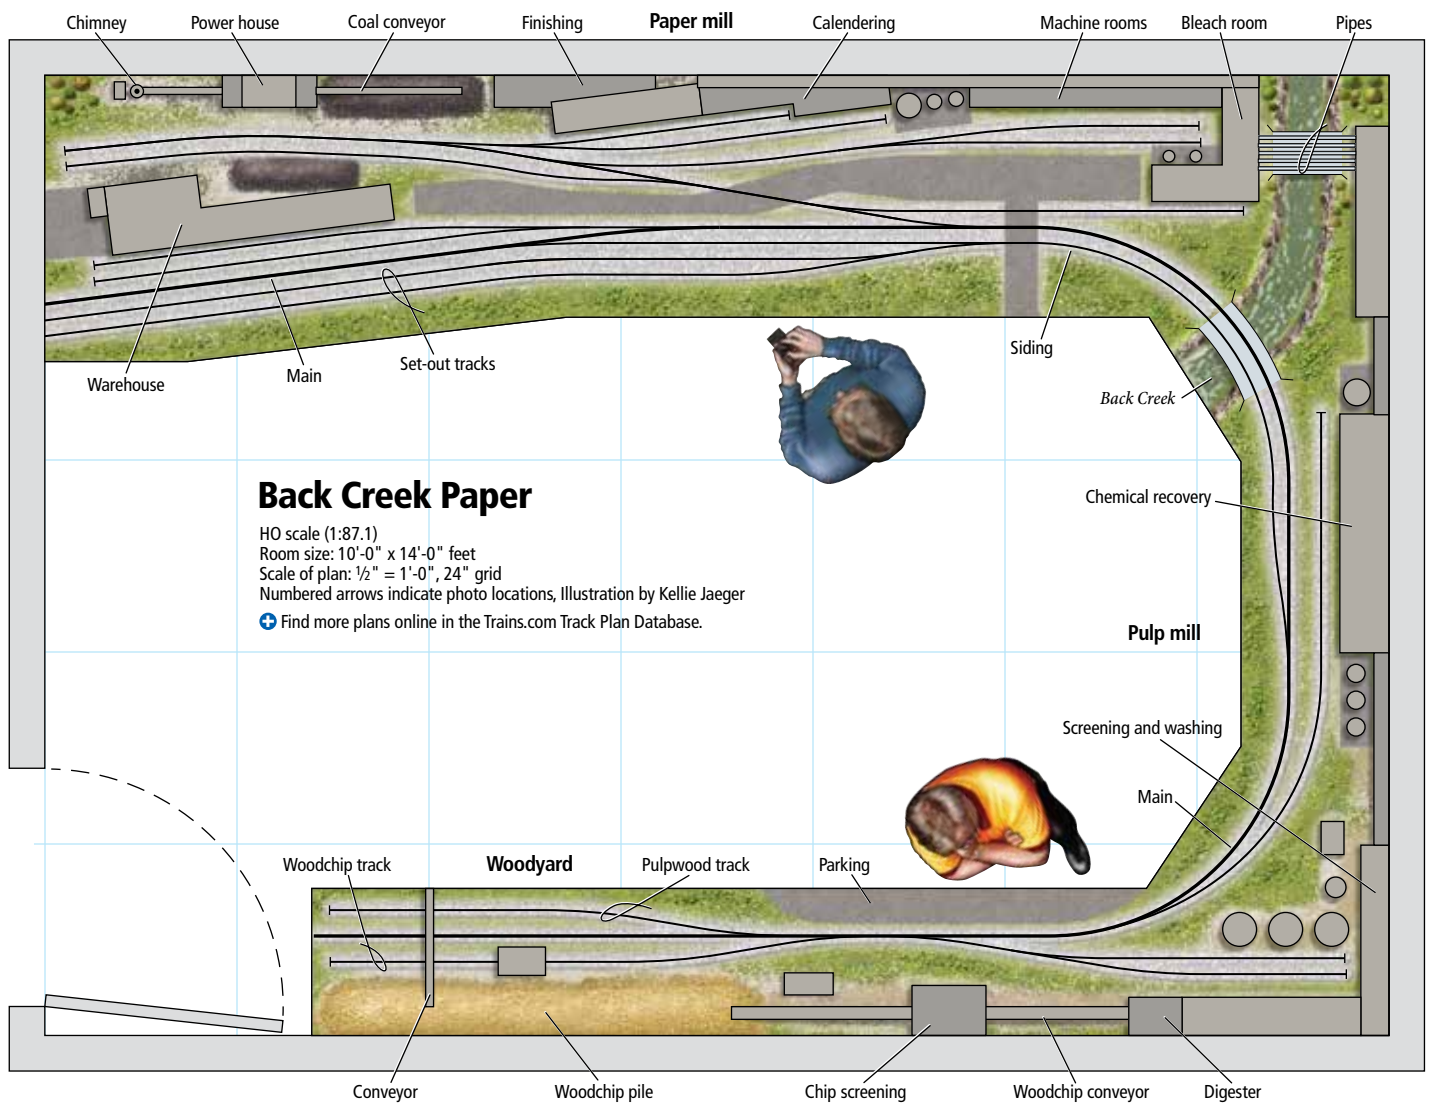 Chimney
Power house
Coal conveyor
Finishing
Paper mill
Calendering
Machine rooms
Bleach room
Pipes
Warehouse
Main
Set-out tracks
Siding
Back Creek
Back Creek Paper
HO scale (1:87.1)
Room size: 10'-0" x 14'-0" feet
Scale of plan: ½" = 1'-0", 24" grid
Numbered arrows indicate photo locations, Illustration by Kellie Jaeger
Find more plans online in the Trains.com Track Plan Database.
Chemical recovery
Pulp mill
Screening and washing
Main
Woodchip track
Woodyard
Pulpwood track
Parking
Conveyor
Woodchip pile
Chip screening
Woodchip conveyor
Digester